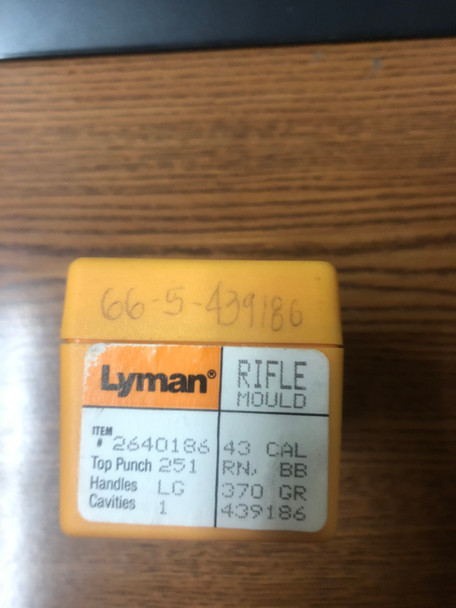 66-5-439186
Lyman®
RIFLE
MOULD
ITEM # 2640186
Top Punch 251
Handles LG
Cavities 1
43 CAL
RN, BB
370 GR
439186